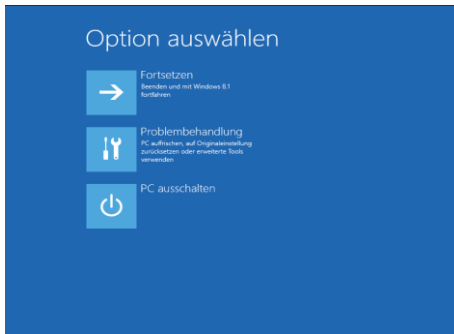 Option auswählen
Fortsetzen
Beenden und mit Windows 8.1
fortfahren
Problembehandlung
PC auffrischen, auf Originaleinstellung
zurücksetzen oder erweiterte Tools
verwenden
PC ausschalten